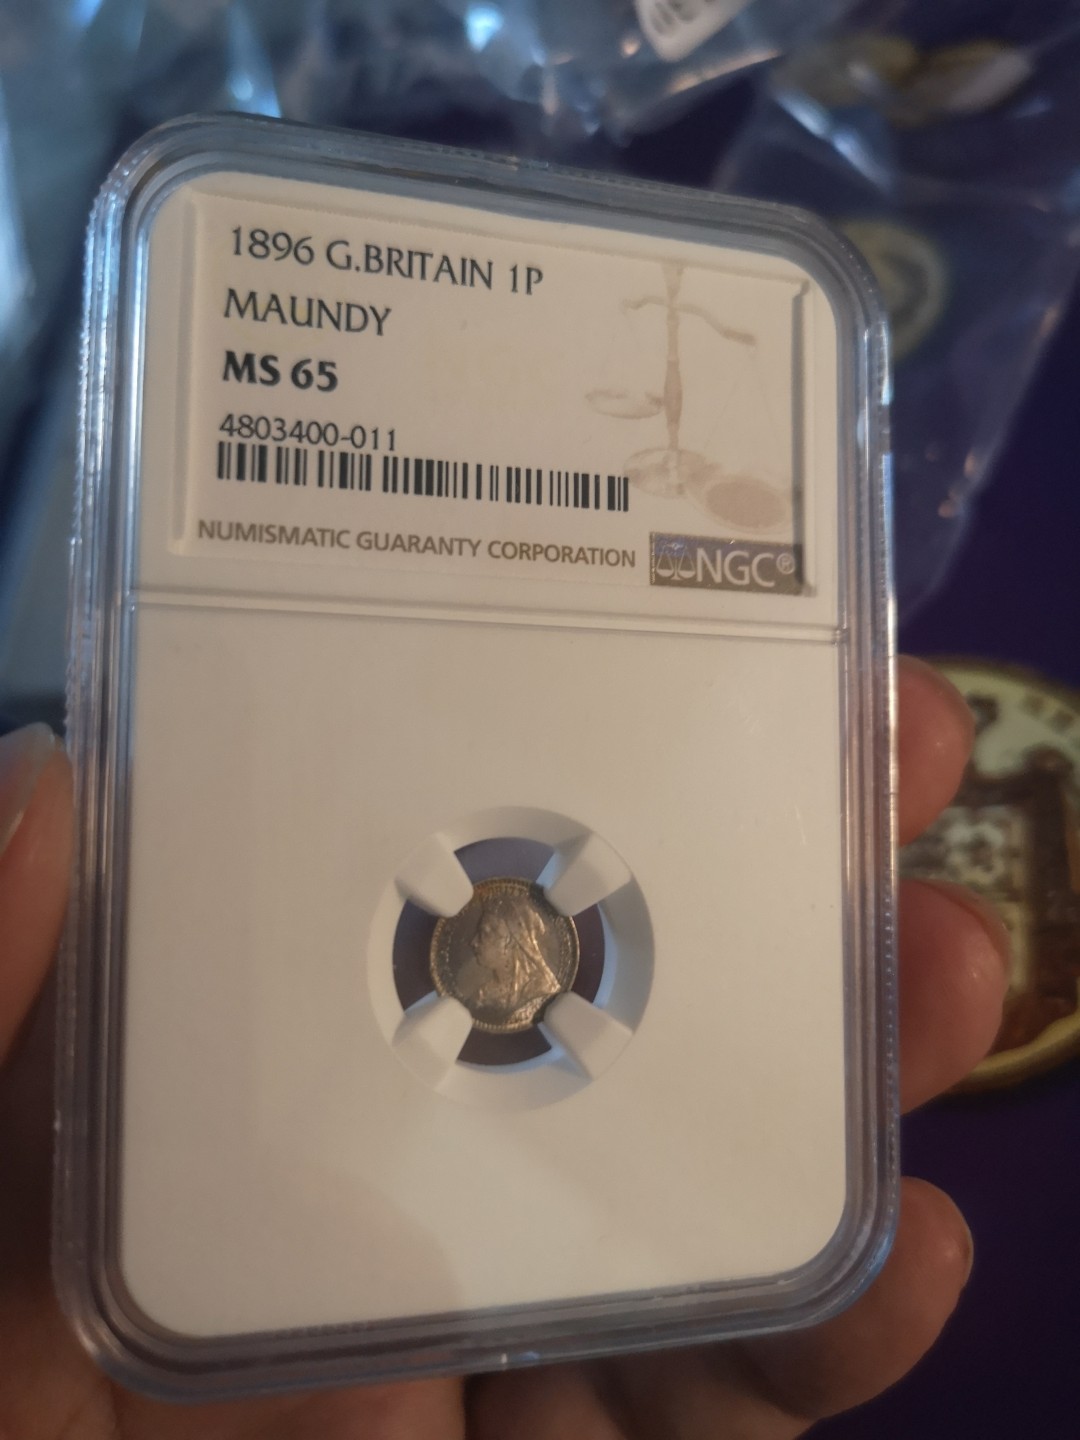 1896 G.BRITAIN 1P
MAUNDY
MS 65
4803400-011
NUMISMATIC GUARANTY CORPORATION
NGC®